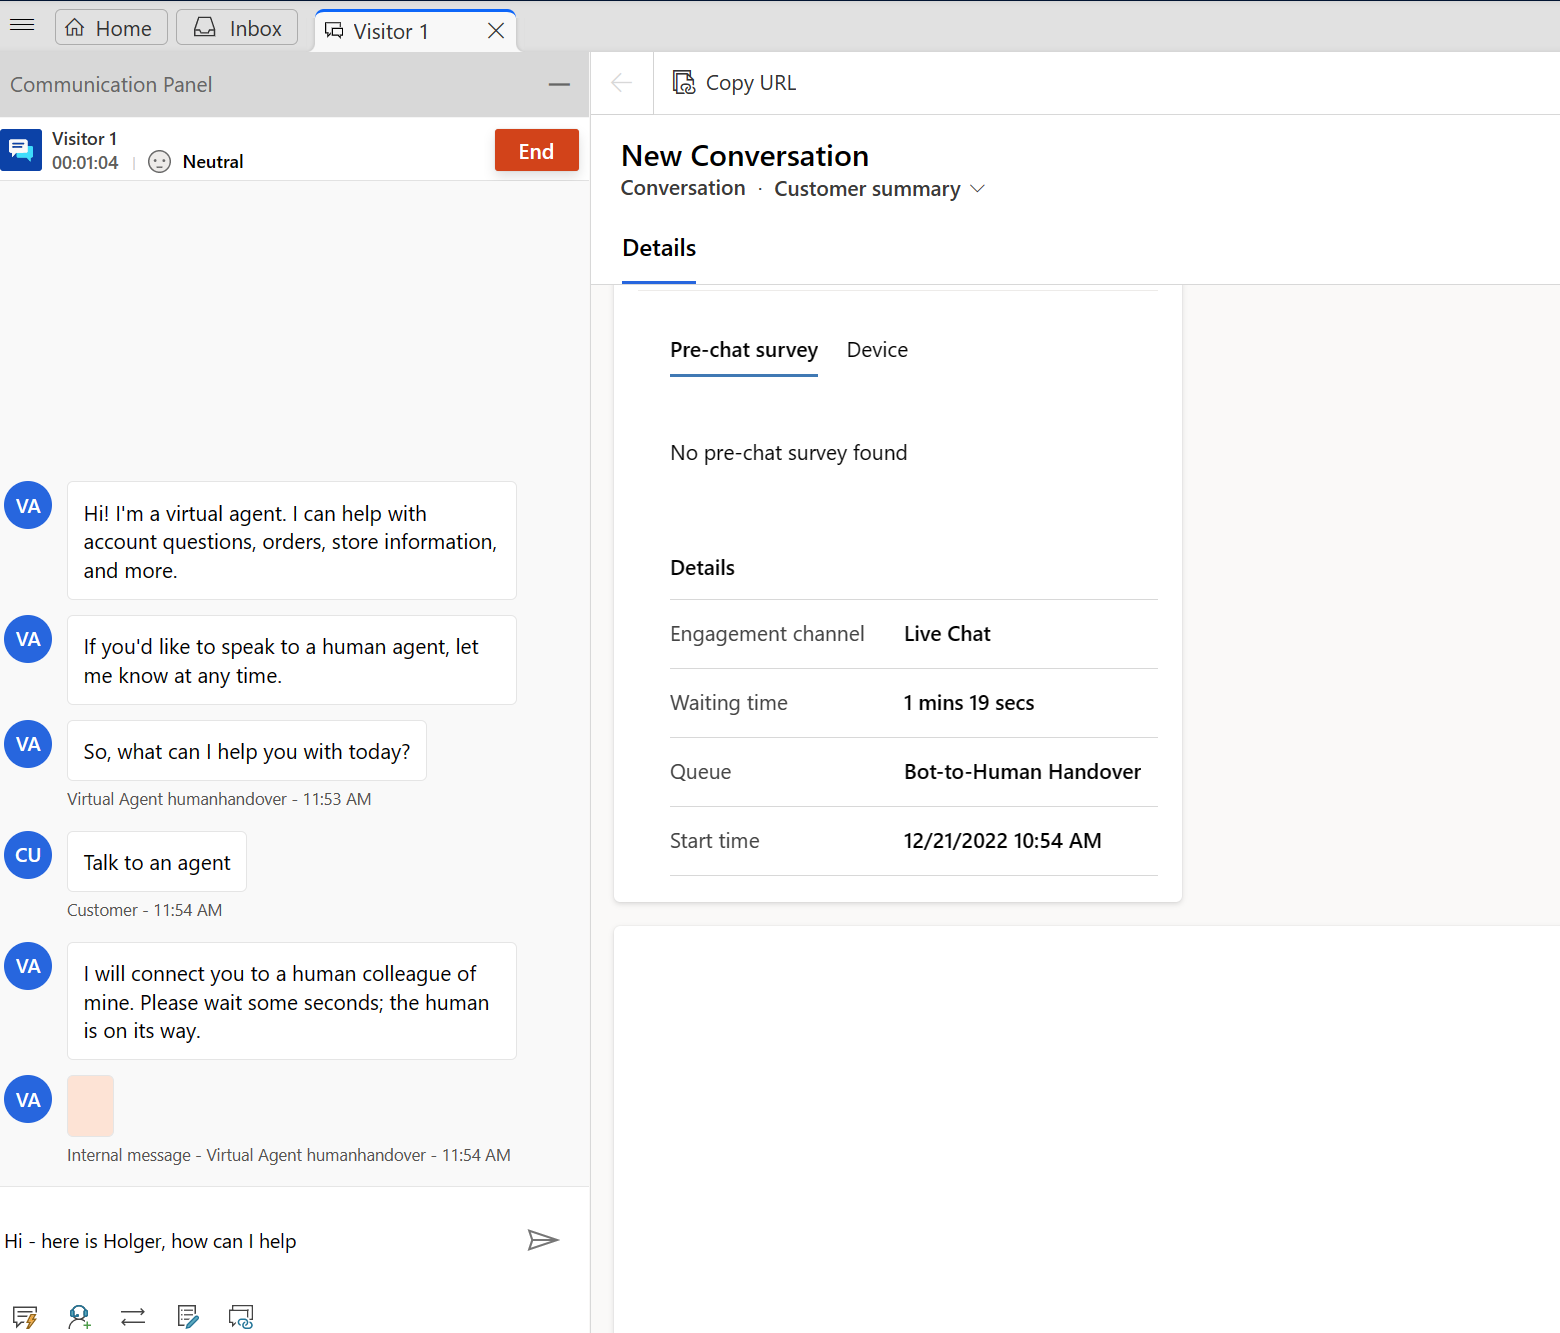 Home
Inbox
Visitor 1
Communication Panel
Copy URL
Visitor 1
00:01:04
Neutral
End
New Conversation
Conversation · Customer summary
Details
Pre-chat survey
Device
No pre-chat survey found
Details
Engagement channel
Live Chat
Waiting time
1 mins 19 secs
Queue
Bot-to-Human Handover
Start time
12/21/2022 10:54 AM
VA
Hi! I'm a virtual agent. I can help with
account questions, orders, store information,
and more.
VA
If you'd like to speak to a human agent, let
me know at any time.
VA
So, what can I help you with today?
Virtual Agent humanhandover - 11:53 AM
CU
Talk to an agent
Customer - 11:54 AM
VA
I will connect you to a human colleague of
mine. Please wait some seconds; the human
is on its way.
VA
Internal message - Virtual Agent humanhandover - 11:54 AM
Hi - here is Holger, how can I help